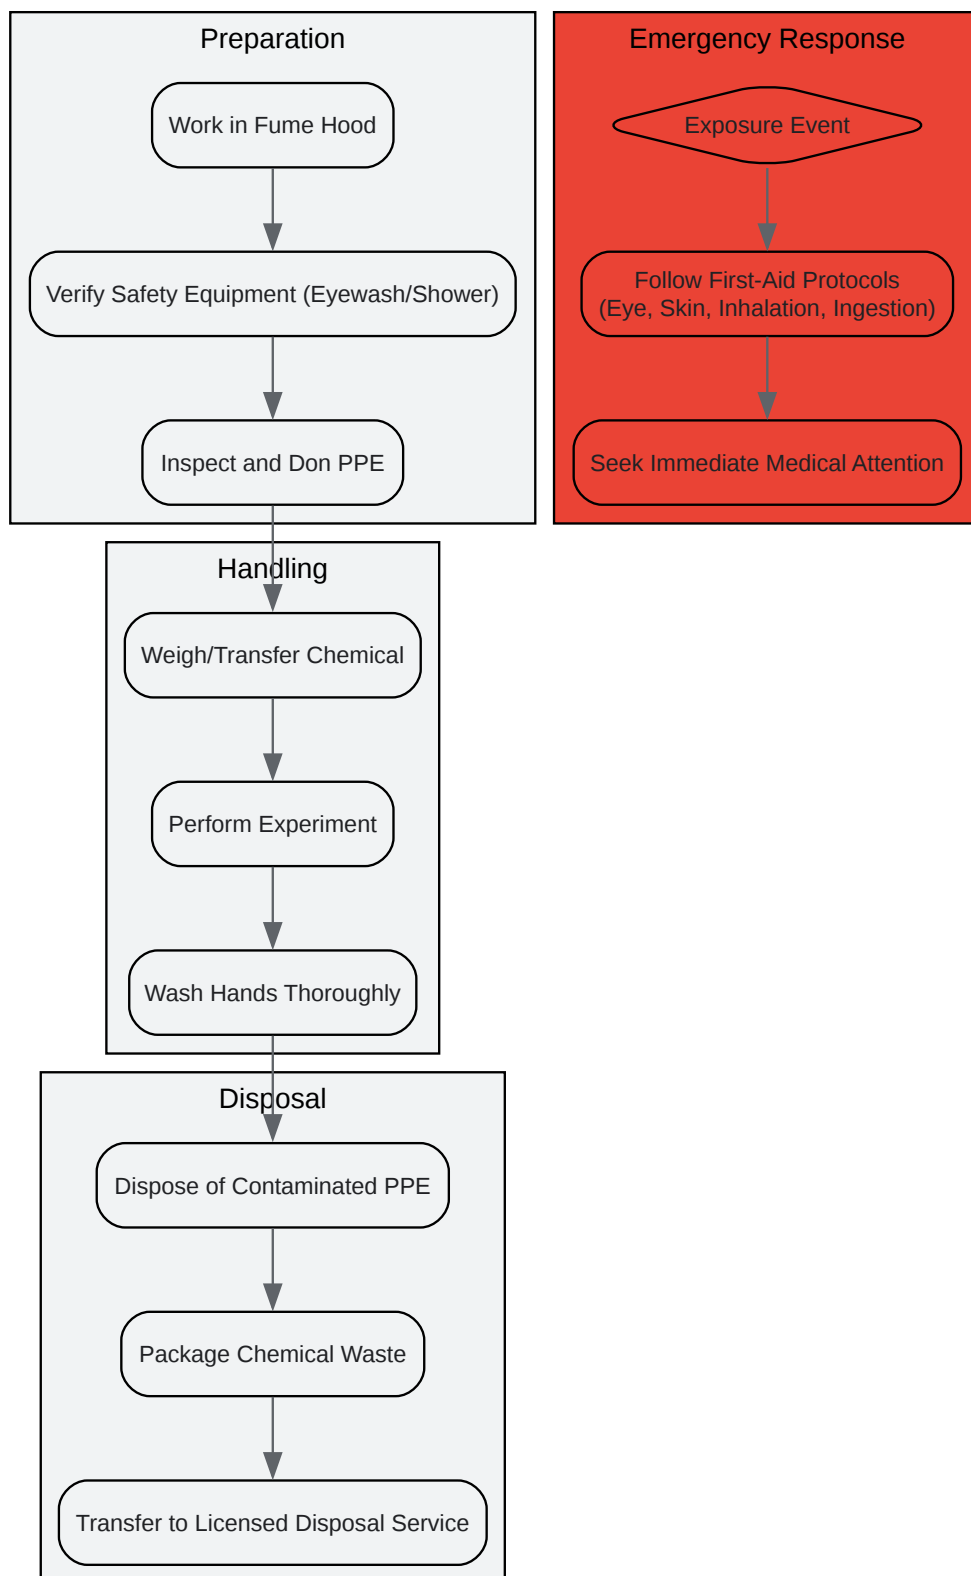 Preparation
Work in Fume Hood
Verify Safety Equipment (Eyewash/Shower)
Inspect and Don PPE
Emergency Response
Exposure Event
Follow First-Aid Protocols
(Eye, Skin, Inhalation, Ingestion)
Seek Immediate Medical Attention
Handling
Weigh/Transfer Chemical
Perform Experiment
Wash Hands Thoroughly
Disposal
Dispose of Contaminated PPE
Package Chemical Waste
Transfer to Licensed Disposal Service